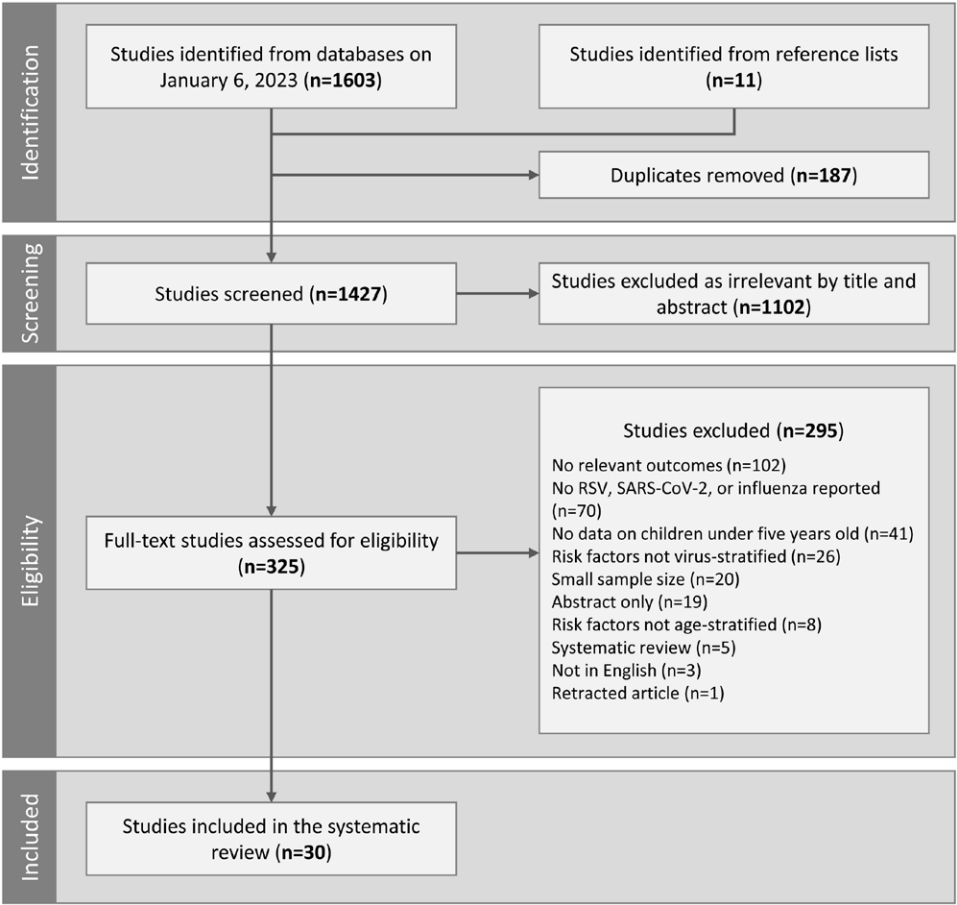 Identification
Studies identified from databases on
January 6, 2023 (n=1603)
Studies identified from reference lists
(n=11)
Duplicates removed (n=187)
Screening
Studies screened (n=1427)
Studies excluded as irrelevant by title and
abstract (n=1102)
Eligibility
Full-text studies assessed for eligibility
(n=325)
Studies excluded (n=295)
No relevant outcomes (n=102)
No RSV, SARS-CoV-2, or influenza reported
(n=70)
No data on children under five years old (n=41)
Risk factors not virus-stratified (n=26)
Small sample size (n=20)
Abstract only (n=19)
Risk factors not age-stratified (n=8)
Systematic review (n=5)
Not in English (n=3)
Retracted article (n=1)
Included
Studies included in the systematic
review (n=30)